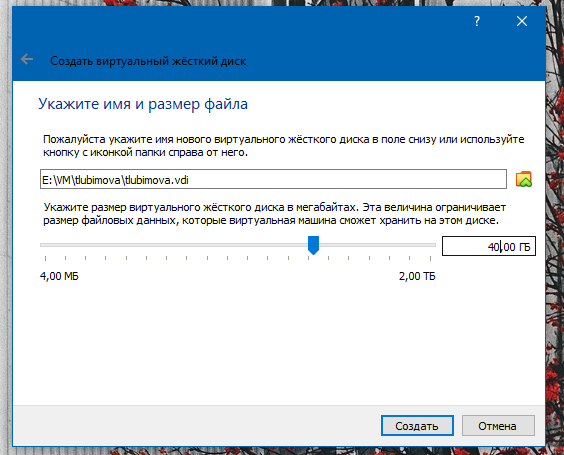 ?
Создать виртуальный жёсткий диск
Укажите имя и размер файла
Пожалуйста укажите имя нового виртуального жёсткого диска в поле снизу или используйте
кнопку с иконкой папки справа от него.
E:\VM\tlubimova\tlubimova.vdi
Укажите размер виртуального жёсткого диска в мегабайтах. Эта величина ограничивает
размер файловых данных, которые виртуальная машина сможет хранить на этом диске.
40,00 ГБ
4,00 МБ 2,00 ТБ
Создать Отмена